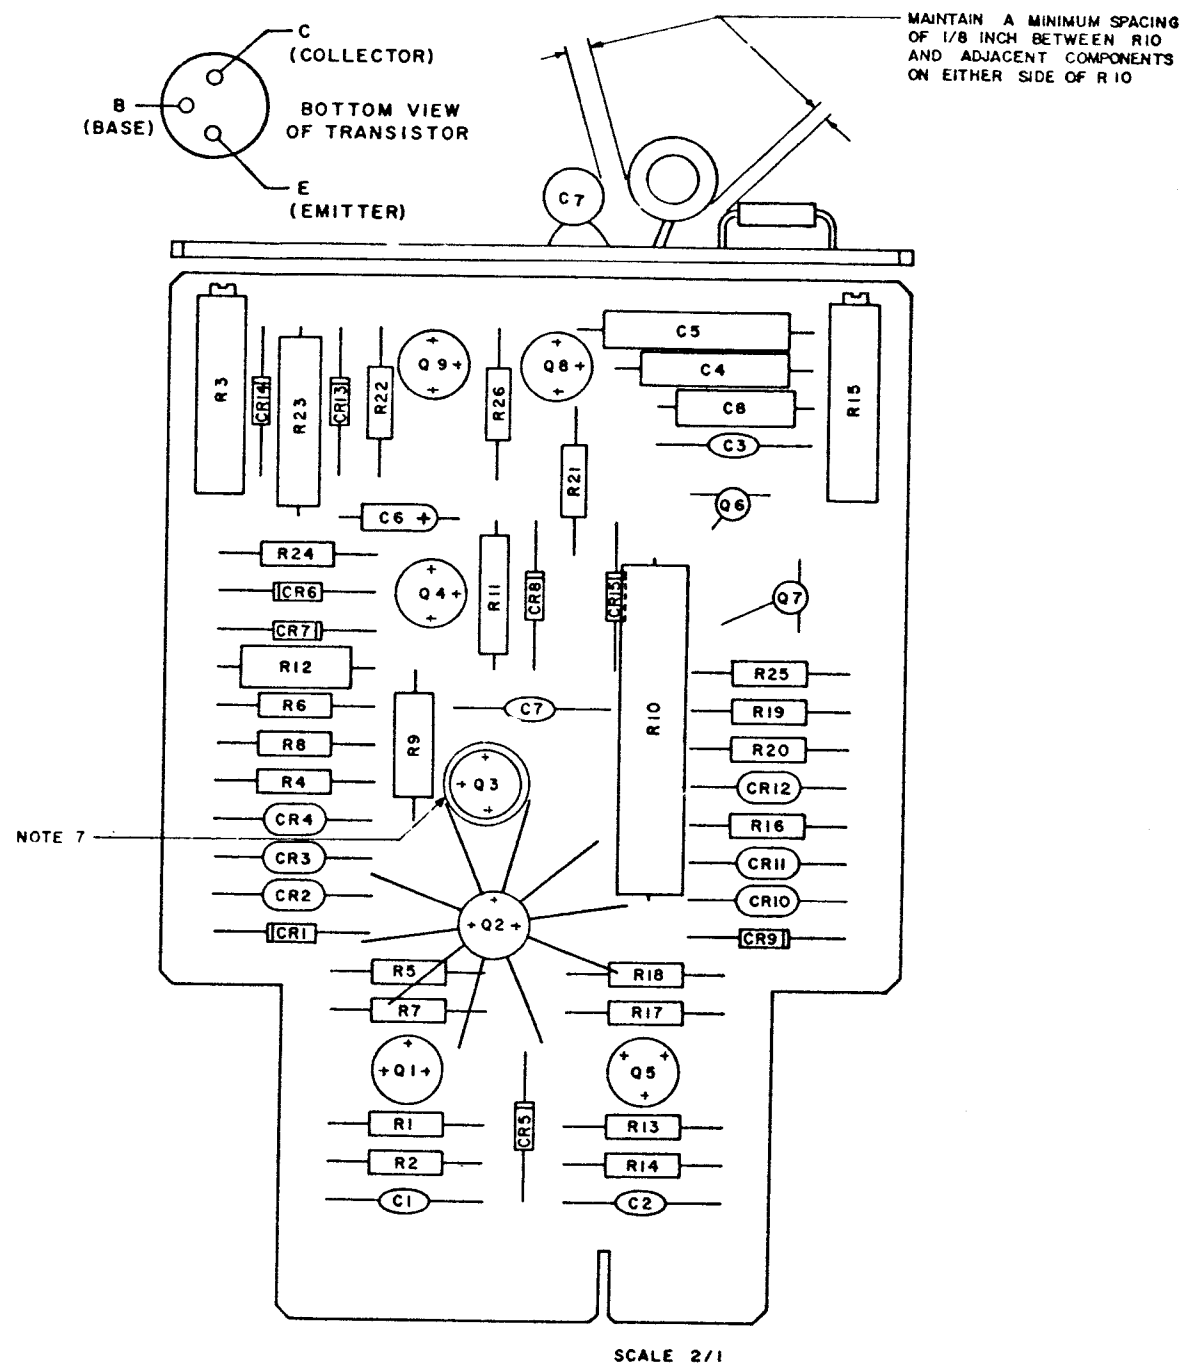 MAINTAIN A MINIMUM SPACING
OF 1/8 INCH BETWEEN R10
AND ADJACENT COMPONENTS
ON EITHER SIDE OF R10
C
(COLLECTOR)
B
(BASE)
BOTTOM VIEW
OF TRANSISTOR
E
(EMITTER)
C7
R3
CR14
R23
CR13
R22
Q9
R26
Q8
C5
C4
C8
C3
R15
R21
Q6
C6
R24
CR6
CR7
R12
R6
R8
R4
CR4
CR3
CR2
CR1
Q4
R11
CR8
CR15
Q7
R10
R9
C7
Q3
NOTE 7
R25
R19
R20
CR12
R16
CR11
CR10
CR9
Q2
R5
R18
R7
R17
Q1
Q5
CR5
R1
R13
R2
R14
C1
C2
SCALE 2/1